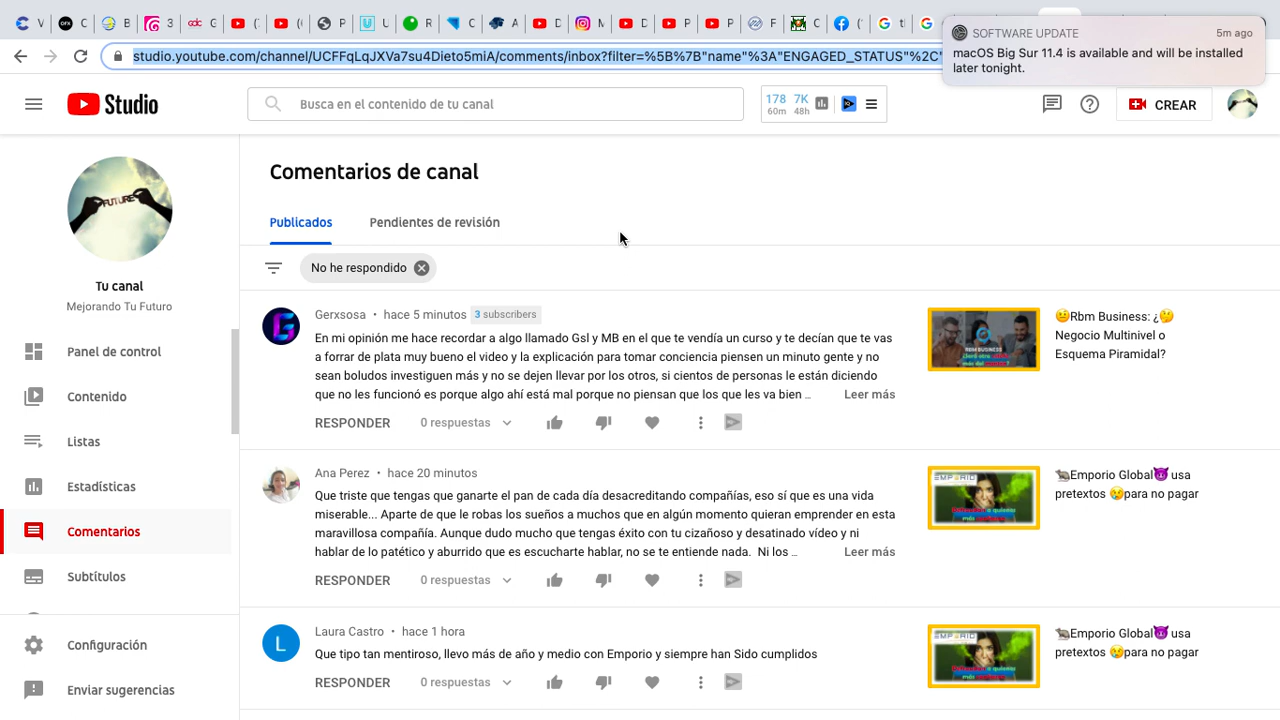 V
OFX
C
B
3
cdc
G
(
(
P
U
R
C
A
D
M
D
P
P
F
C
(
G
ti
G
studio.youtube.com/channel/UCFFqLqJXVa7su4Dieto5miA/comments/inbox?filter=%5B%7B"name"%3A"ENGAGED_STATUS"%2C"
SOFTWARE UPDATE
5m ago
macOS Big Sur 11.4 is available and will be installed
later tonight.
Studio
Busca en el contenido de tu canal
178 7K
60m 48h
CREAR
FUTURE
Tu canal
Mejorando Tu Futuro
Panel de control
Contenido
Listas
Estadísticas
Comentarios
Subtítulos
Configuración
Enviar sugerencias
Comentarios de canal
Publicados
Pendientes de revisión
No he respondido
Gerxsosa • hace 5 minutos 3 subscribers
En mi opinión me hace recordar a algo llamado Gsl y MB en el que te vendía un curso y te decían que te vas
a forrar de plata muy bueno el video y la explicación para tomar conciencia piensen un minuto gente y no
sean boludos investiguen más y no se dejen llevar por los otros, si cientos de personas le están diciendo
que no les funcionó es porque algo ahí está mal porque no piensan que los que les va bien ... Leer más
RESPONDER 0 respuestas
RBM BUSINESS
😉Rbm Business: ¿🤔
Negocio Multinivel o
Esquema Piramidal?
Ana Perez • hace 20 minutos
Que triste que tengas que ganarte el pan de cada día desacreditando compañías, eso sí que es una vida
miserable... Aparte de que le robas los sueños a muchos que en algún momento quieran emprender en esta
maravillosa compañía. Aunque dudo mucho que tengas éxito con tu cizañoso y desatinado vídeo y ni
hablar de lo patético y aburrido que es escucharte hablar, no se te entiende nada. Ni los ... Leer más
RESPONDER 0 respuestas
EMPORIO
🐀Emporio Global😈 usa
pretextos 😢para no pagar
L
Laura Castro • hace 1 hora
Que tipo tan mentiroso, llevo más de año y medio con Emporio y siempre han Sido cumplidos
RESPONDER 0 respuestas
EMPORIO
🐀Emporio Global😈 usa
pretextos 😢para no pagar